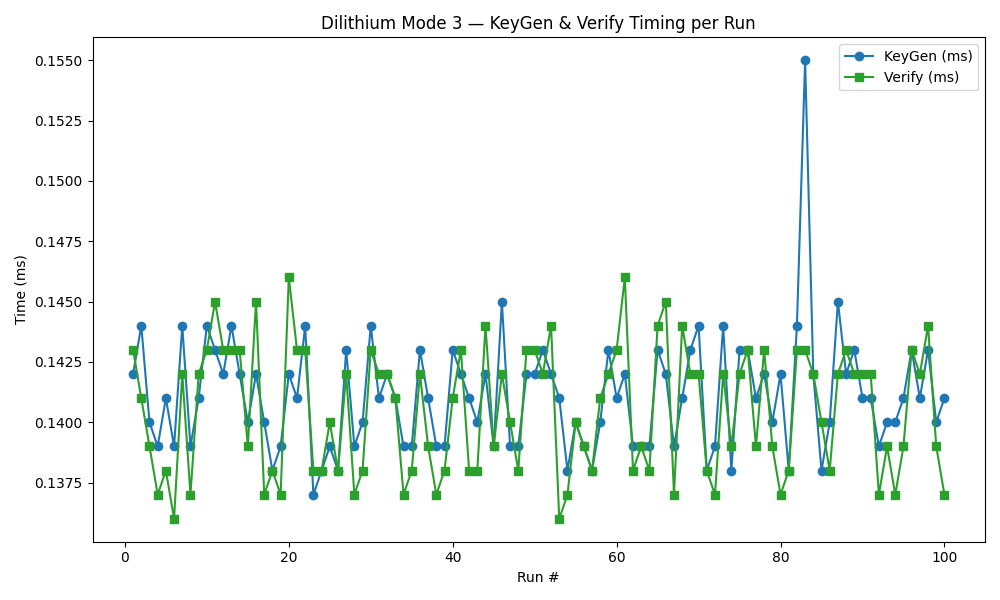 Dilithium Mode 3 — KeyGen & Verify Timing per Run
KeyGen (ms)
Verify (ms)
Time (ms)
0.1550
0.1525
0.1500
0.1475
0.1450
0.1425
0.1400
0.1375
0 20 40 60 80 100
Run #